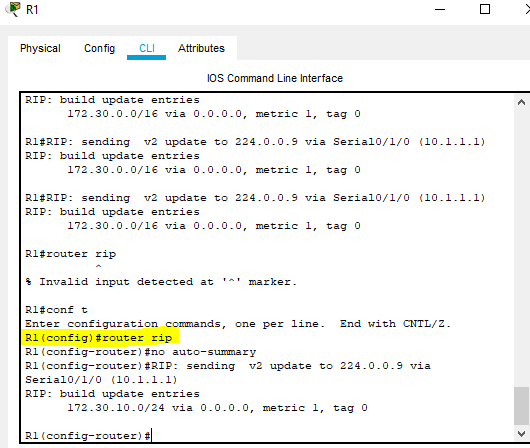 R1
Physical Config CLI Attributes
IOS Command Line Interface
RIP: build update entries
172.30.0.0/16 via 0.0.0.0, metric 1, tag 0
R1#RIP: sending  v2 update to 224.0.0.9 via Serial0/1/0 (10.1.1.1)
RIP: build update entries
172.30.0.0/16 via 0.0.0.0, metric 1, tag 0
R1#RIP: sending  v2 update to 224.0.0.9 via Serial0/1/0 (10.1.1.1)
RIP: build update entries
172.30.0.0/16 via 0.0.0.0, metric 1, tag 0
R1#router rip
^
% Invalid input detected at '^' marker.
R1#conf t
Enter configuration commands, one per line.  End with CNTL/Z.
R1(config)#router rip
R1(config-router)#no auto-summary
R1(config-router)#RIP: sending  v2 update to 224.0.0.9 via
Serial0/1/0 (10.1.1.1)
RIP: build update entries
172.30.10.0/24 via 0.0.0.0, metric 1, tag 0
R1(config-router)#